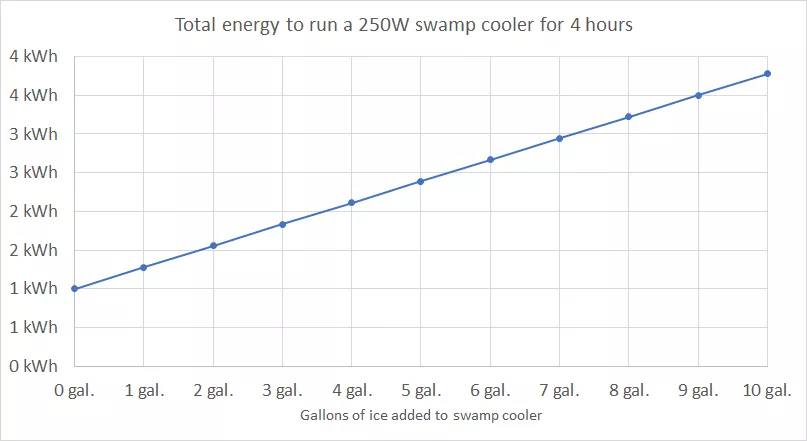 Total energy to run a 250W swamp cooler for 4 hours
4 kWh
4 kWh
3 kWh
3 kWh
2 kWh
2 kWh
1 kWh
1 kWh
0 kWh
0 gal. 1 gal. 2 gal. 3 gal. 4 gal. 5 gal. 6 gal. 7 gal. 8 gal. 9 gal. 10 gal.
Gallons of ice added to swamp cooler